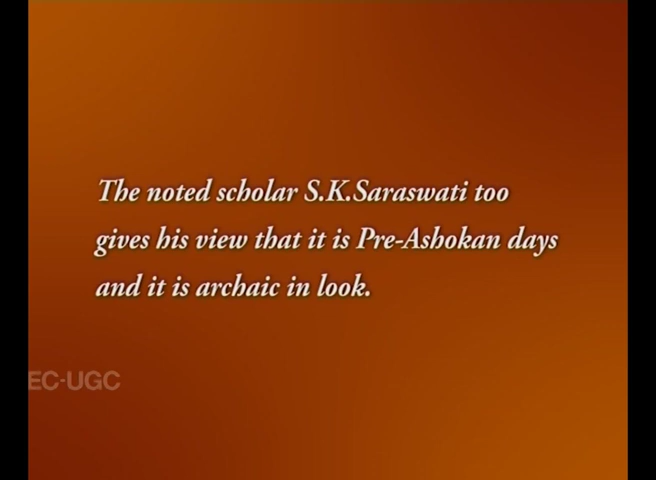 The noted scholar S.K.Saraswati too
gives his view that it is Pre-Ashokan days
and it is archaic in look.
EC-UGC